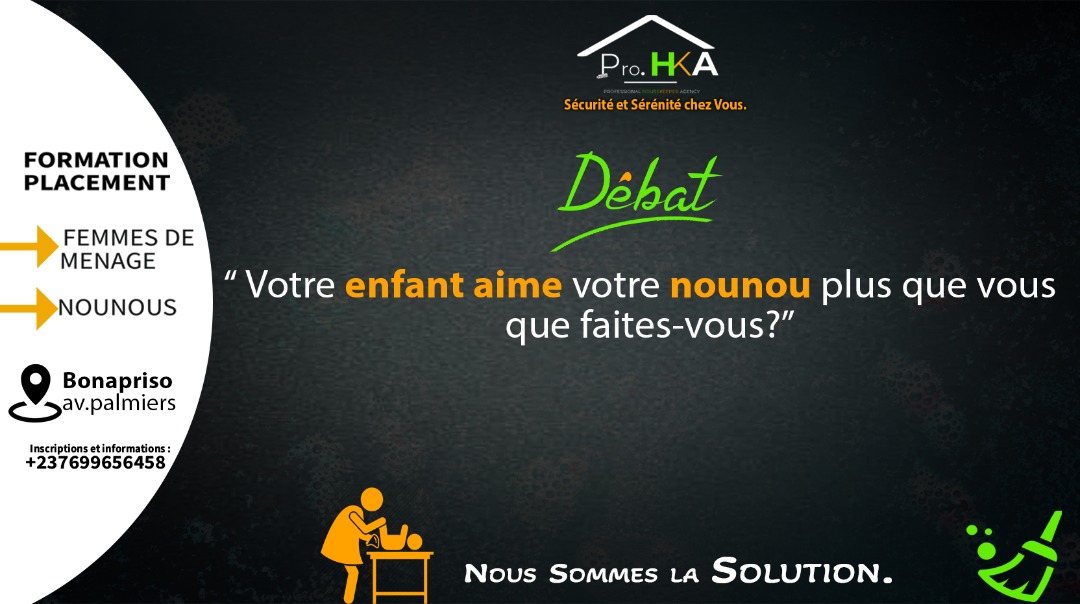 Pro.HKA
PROFESSIONAL HOUSEKEEPER AGENCY
Sécurité et Sérénité chez Vous.
Débat
“ Votre enfant aime votre nounou plus que vous
que faites-vous?”
FORMATION
PLACEMENT
FEMMES DE
MENAGE
NOUNOUS
Bonapriso
av.palmiers
Inscriptions et informations :
+237699656458
Nous Sommes la Solution.